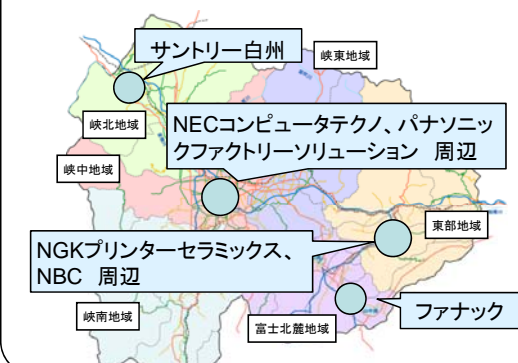 サントリー白州
峡東地域
峡北地域
NECコンピュータテクノ、パナソニッ
クファクトリーソリューション 周辺
峡中地域
東部地域
NGKプリンターセラミックス、
NBC 周辺
ファナック
峡南地域
富士北麓地域